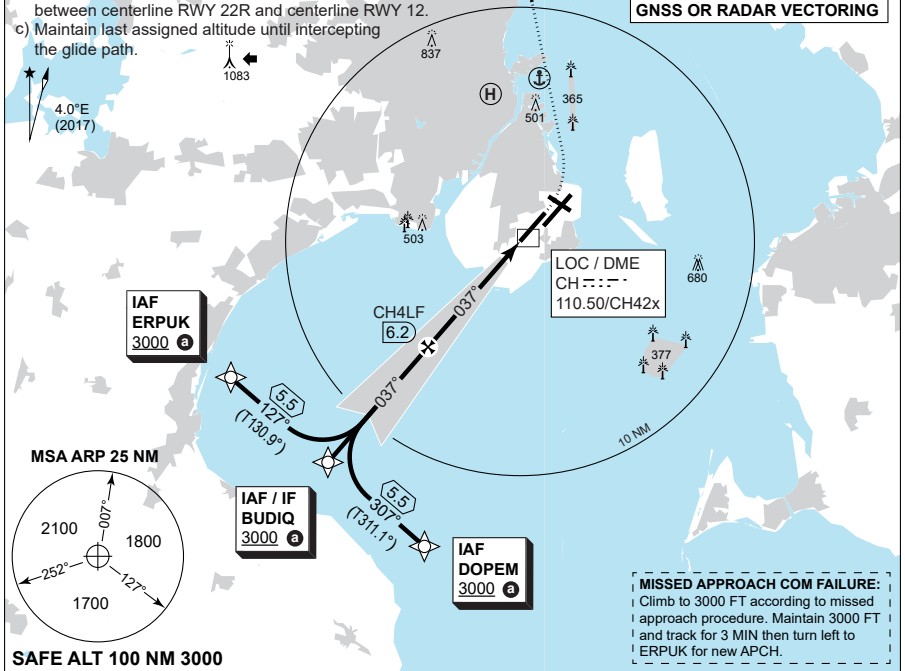 between centerline RWY 22R and centerline RWY 12.
c) Maintain last assigned altitude until intercepting
the glide path.
GNSS OR RADAR VECTORING
837
1083
4.0°E
(2017)
H
501
365
503
LOC / DME
CH
110.50/CH42x
680
CH4LF
6.2
037°
037°
377
10 NM
IAF
ERPUK
3000 a
5.5
127°
(T130.9°)
MSA ARP 25 NM
007°
2100
1800
252°
127°
1700
IAF / IF
BUDIQ
3000 a
5.5
307°
(T311.1°)
IAF
DOPEM
3000 a
MISSED APPROACH COM FAILURE:
Climb to 3000 FT according to missed
approach procedure. Maintain 3000 FT
and track for 3 MIN then turn left to
ERPUK for new APCH.
SAFE ALT 100 NM 3000